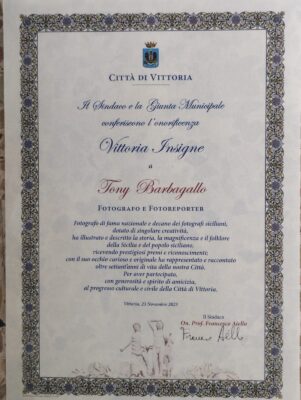 CITTÀ DI VITTORIA
Il Sindaco e la Giunta Municipale
conferiscono l'onorificenza
Vittoria Insigne
a
Tony Barbagallo
FOTOGRAFO E FOTOREPORTER
Fotografo di fama nazionale e decano dei fotografi siciliani,
dotato di singolare creatività,
ha illustrato e descritto la storia, la magnificenza e il folklore
della Sicilia e del popolo siciliano,
ricevendo prestigiosi premi e riconoscimenti;
con il suo occhio curioso e originale ha rappresentato e raccontato
oltre settant'anni di vita della nostra Città.
Per aver partecipato,
con generosità e spirito di amicizia,
al progresso culturale e civile della Città di Vittoria.
Vittoria, 23 Novembre 2023
Il Sindaco
On. Prof. Francesco Aiello
Franco Aiello